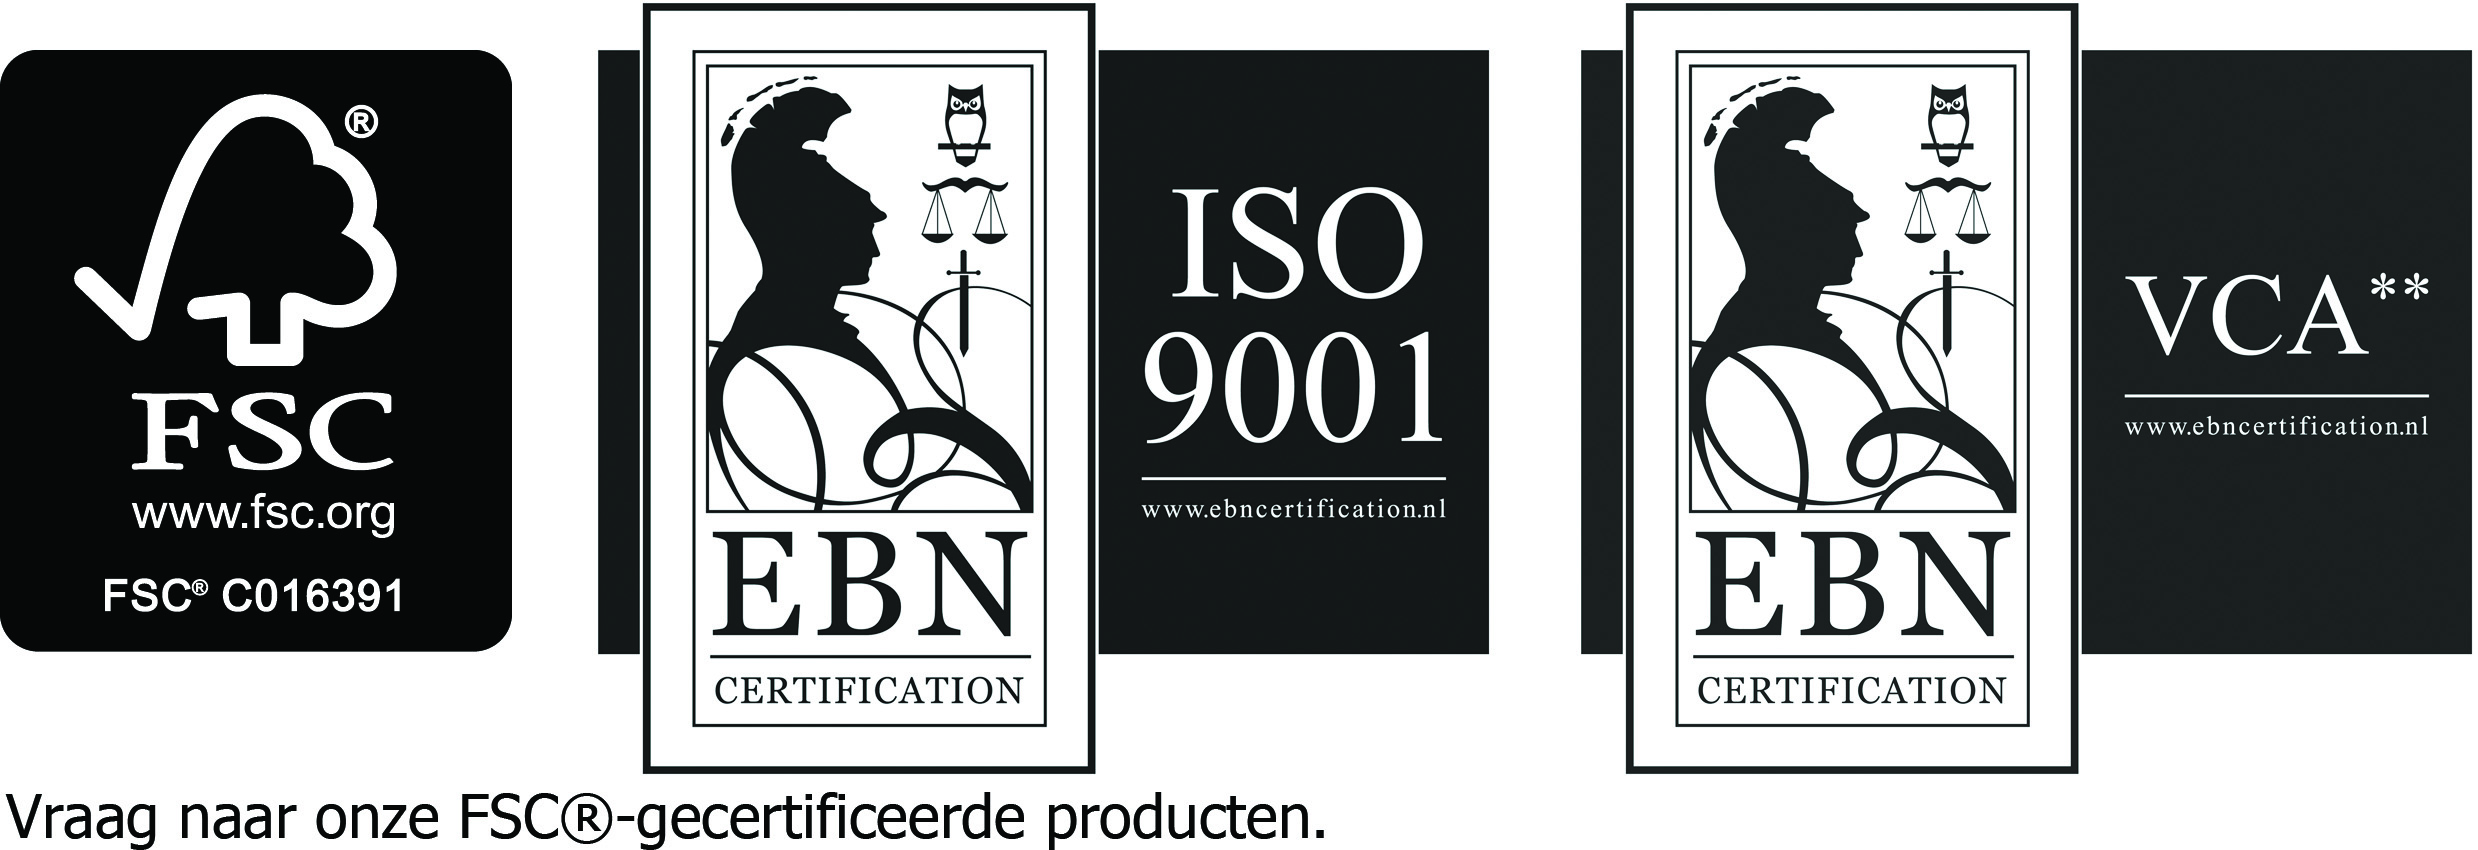 ®
FSC
www.fsc.org
FSC® C016391
EBN
CERTIFICATION
ISO
9001
www.ebncertification.nl
EBN
CERTIFICATION
VCA**
www.ebncertification.nl
Vraag naar onze FSC®-gecertificeerde producten.